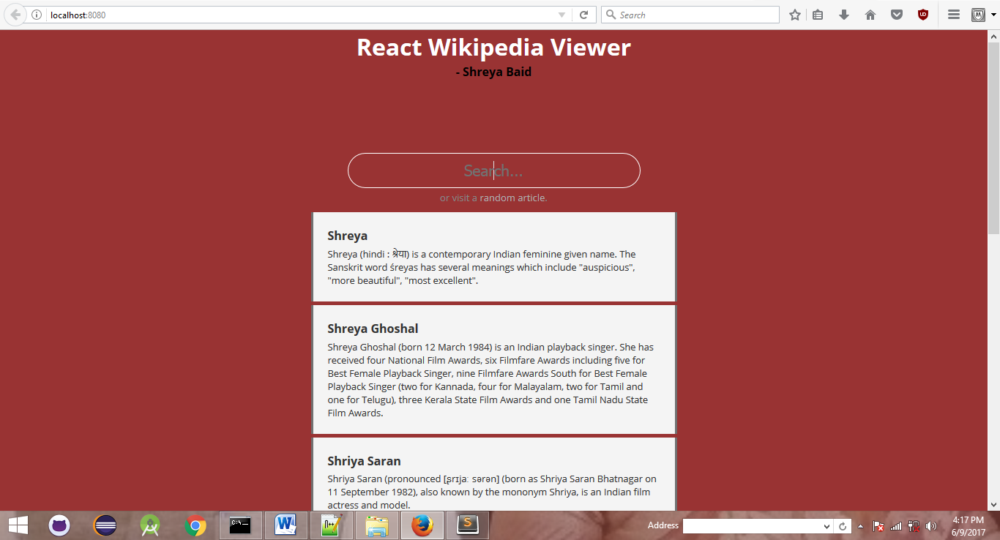 localhost:8080
Search
React Wikipedia Viewer
- Shreya Baid
Search...
or visit a random article.
Shreya
Shreya (hindi : श्रेया) is a contemporary Indian feminine given name. The
Sanskrit word śreyas has several meanings which include "auspicious",
"more beautiful", "most excellent".
Shreya Ghoshal
Shreya Ghoshal (born 12 March 1984) is an Indian playback singer. She has
received four National Film Awards, six Filmfare Awards including five for
Best Female Playback Singer, nine Filmfare Awards South for Best Female
Playback Singer (two for Kannada, four for Malayalam, two for Tamil and
one for Telugu), three Kerala State Film Awards and one Tamil Nadu State
Film Awards.
Shriya Saran
Shriya Saran (pronounced [ʂrɪjaː sərən] (born as Shriya Saran Bhatnagar on
11 September 1982), also known by the mononym Shriya, is an Indian film
actress and model.
Address
4:17 PM
6/9/2017